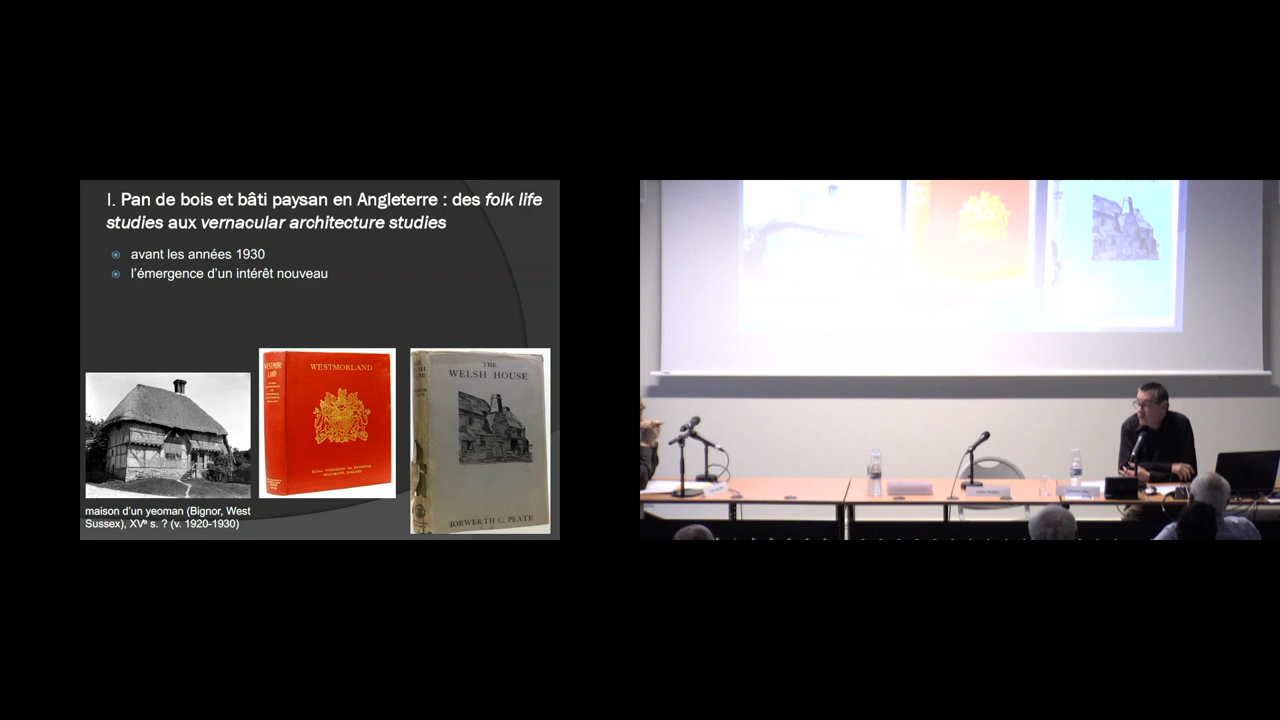 I. Pan de bois et bâti paysan en Angleterre : des folk life
studies aux vernacular architecture studies
avant les années 1930
l'émergence d'un intérêt nouveau
WESTMORLAND
THE
WELSH HOUSE
IORWERTH C. PEATE
maison d'un yeoman (Bignor, West
Sussex), XVe s. ? (v. 1920-1930)